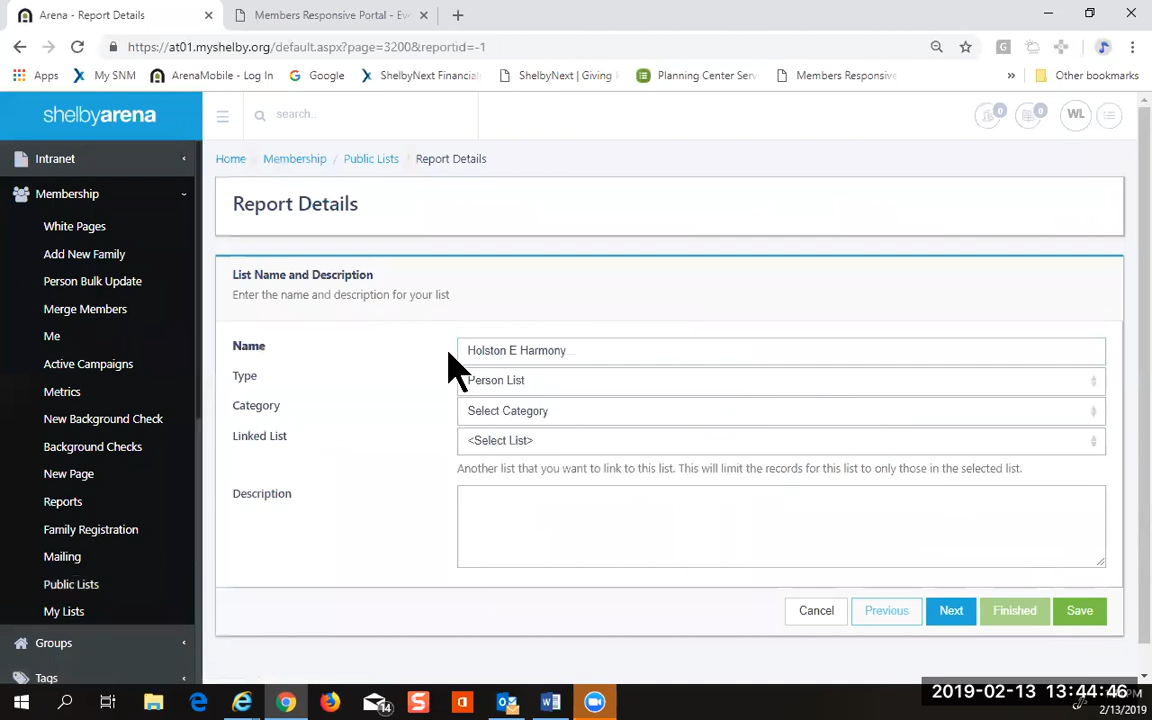 Arena - Report Details
Members Responsive Portal - Ev
https://at01.myshelby.org/default.aspx?page=3200&reportid=-1
Apps
My SNM
ArenaMobile - Log In
Google
ShelbyNext Financial
ShelbyNext | Giving
Planning Center Serv
Members Responsive
»
Other bookmarks
shelbyarena
search...
0
0
WL
Intranet
Home / Membership / Public Lists / Report Details
Membership
Report Details
White Pages
Add New Family
Person Bulk Update
Merge Members
Me
Active Campaigns
Metrics
New Background Check
Background Checks
New Page
Reports
Family Registration
Mailing
Public Lists
My Lists
Groups
Tags
List Name and Description
Enter the name and description for your list
Name
Holston E Harmony
Type
Person List
Category
Select Category
Linked List
<Select List>
Another list that you want to link to this list. This will limit the records for this list to only those in the selected list.
Description
Cancel
Previous
Next
Finished
Save
14
2019-02-13 13:44:46
PM
2/13/2019